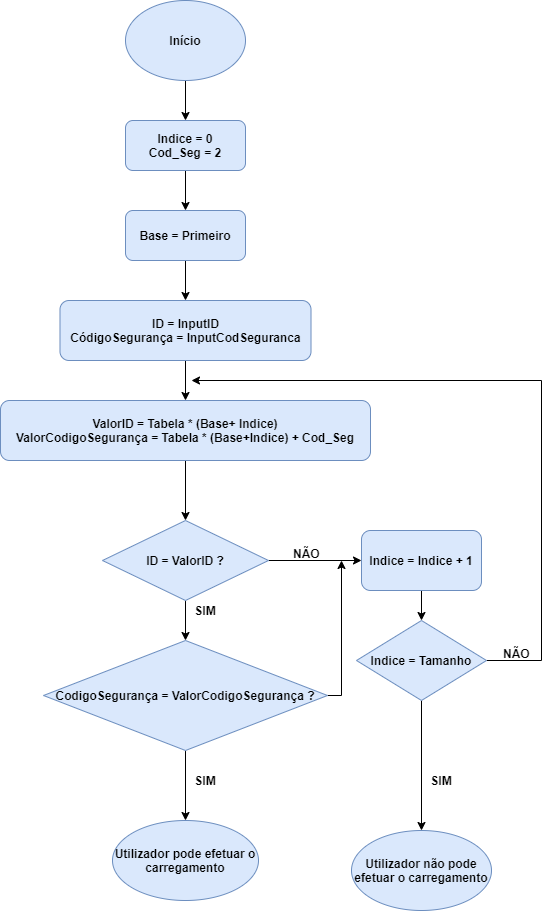 Início
Indice = 0
Cod_Seg = 2
Base = Primeiro
ID = InputID
CódigoSegurança = InputCodSeguranca
ValorID = Tabela * (Base+ Indice)
ValorCodigoSegurança = Tabela * (Base+Indice) + Cod_Seg
ID = ValorID ?
NÃO
Indice = Indice + 1
SIM
Indice = Tamanho
NÃO
CodigoSegurança = ValorCodigoSegurança ?
SIM
SIM
Utilizador pode efetuar o
carregamento
Utilizador não pode
efetuar o carregamento